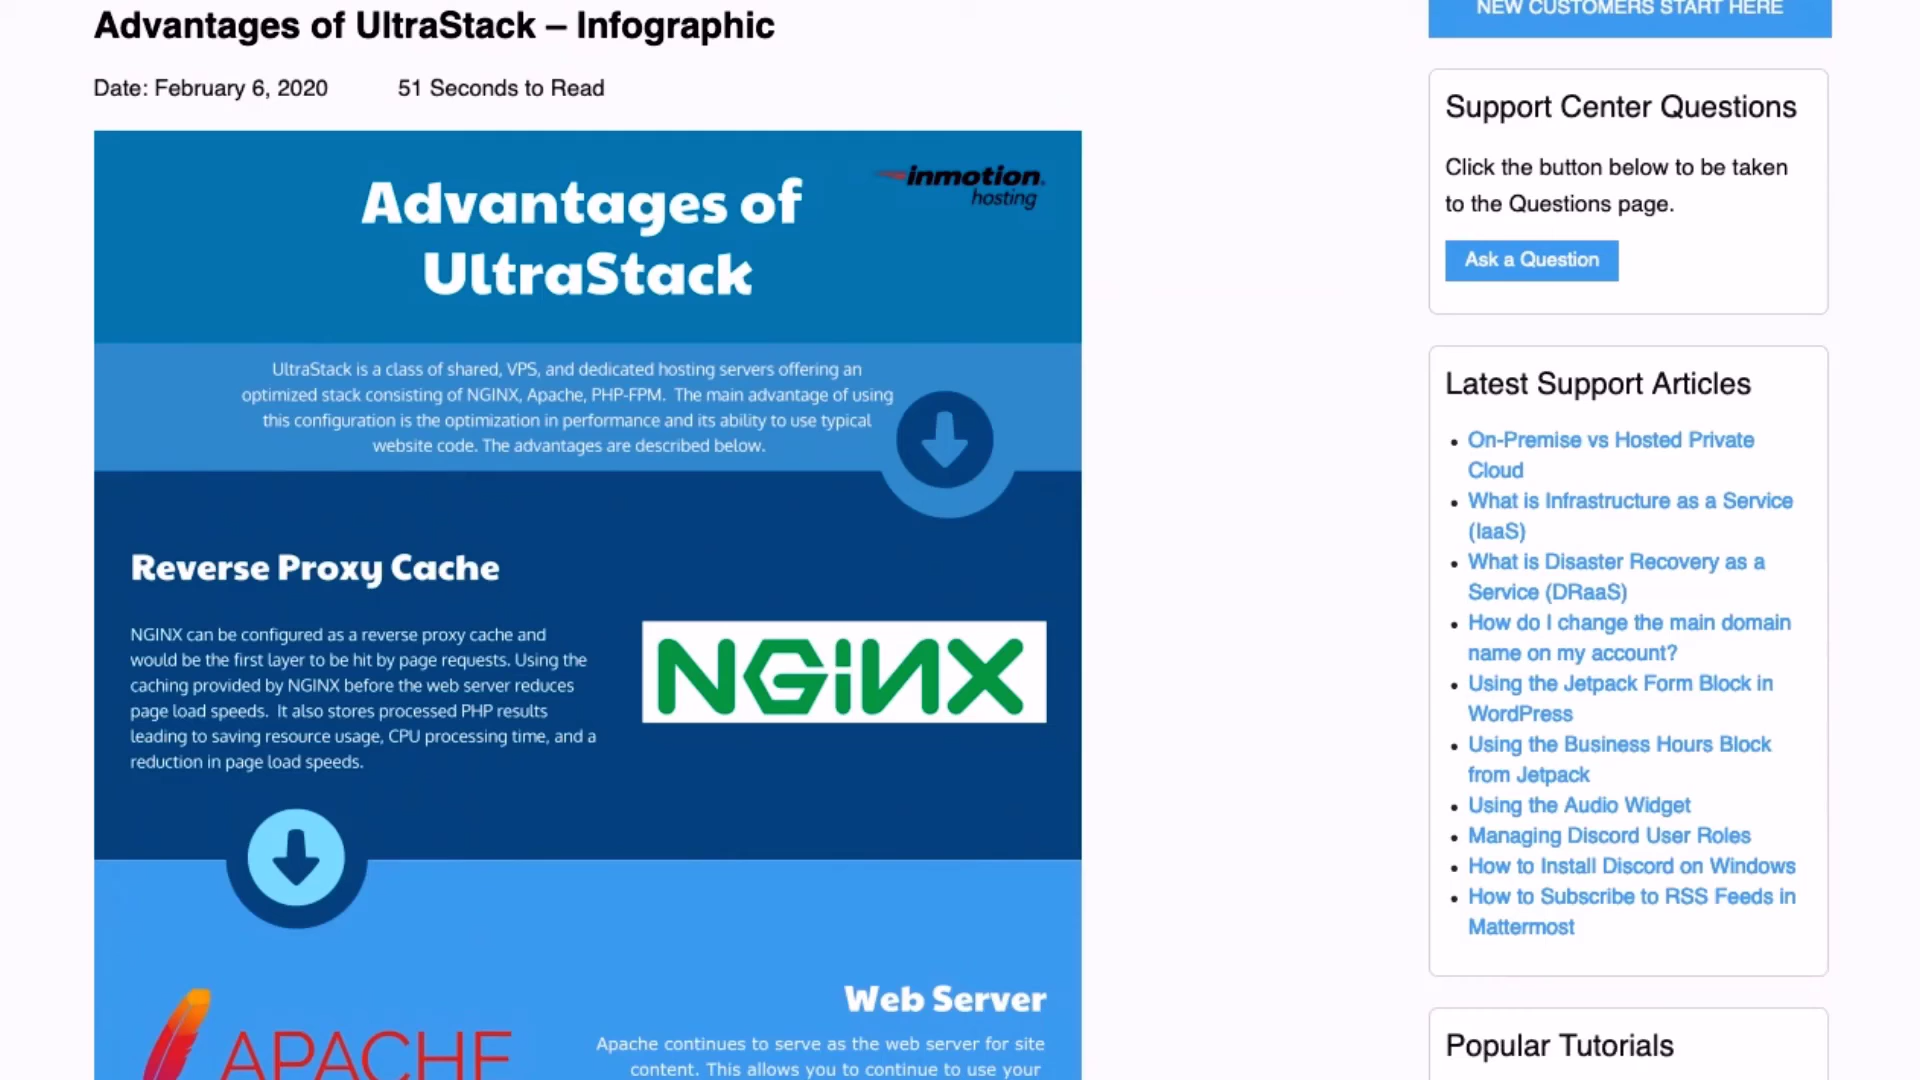 Advantages of UltraStack – Infographic
Date: February 6, 2020 51 Seconds to Read
Advantages of
UltraStack
inmotion
hosting
UltraStack is a class of shared, VPS, and dedicated hosting servers offering an
optimized stack consisting of NGINX, Apache, PHP-FPM. The main advantage of using
this configuration is the optimization in performance and its ability to use typical
website code. The advantages are described below.
Reverse Proxy Cache
NGINX can be configured as a reverse proxy cache and
would be the first layer to be hit by page requests. Using the
caching provided by NGINX before the web server reduces
page load speeds. It also stores processed PHP results
leading to saving resource usage, CPU processing time, and a
reduction in page load speeds.
NGINX
APACHE
Web Server
Apache continues to serve as the web server for site
content. This allows you to continue to use your
NEW CUSTOMERS START HERE
Support Center Questions
Click the button below to be taken
to the Questions page.
Ask a Question
Latest Support Articles
On-Premise vs Hosted Private
Cloud
What is Infrastructure as a Service
(IaaS)
What is Disaster Recovery as a
Service (DRaaS)
How do I change the main domain
name on my account?
Using the Jetpack Form Block in
WordPress
Using the Business Hours Block
from Jetpack
Using the Audio Widget
Managing Discord User Roles
How to Install Discord on Windows
How to Subscribe to RSS Feeds in
Mattermost
Popular Tutorials